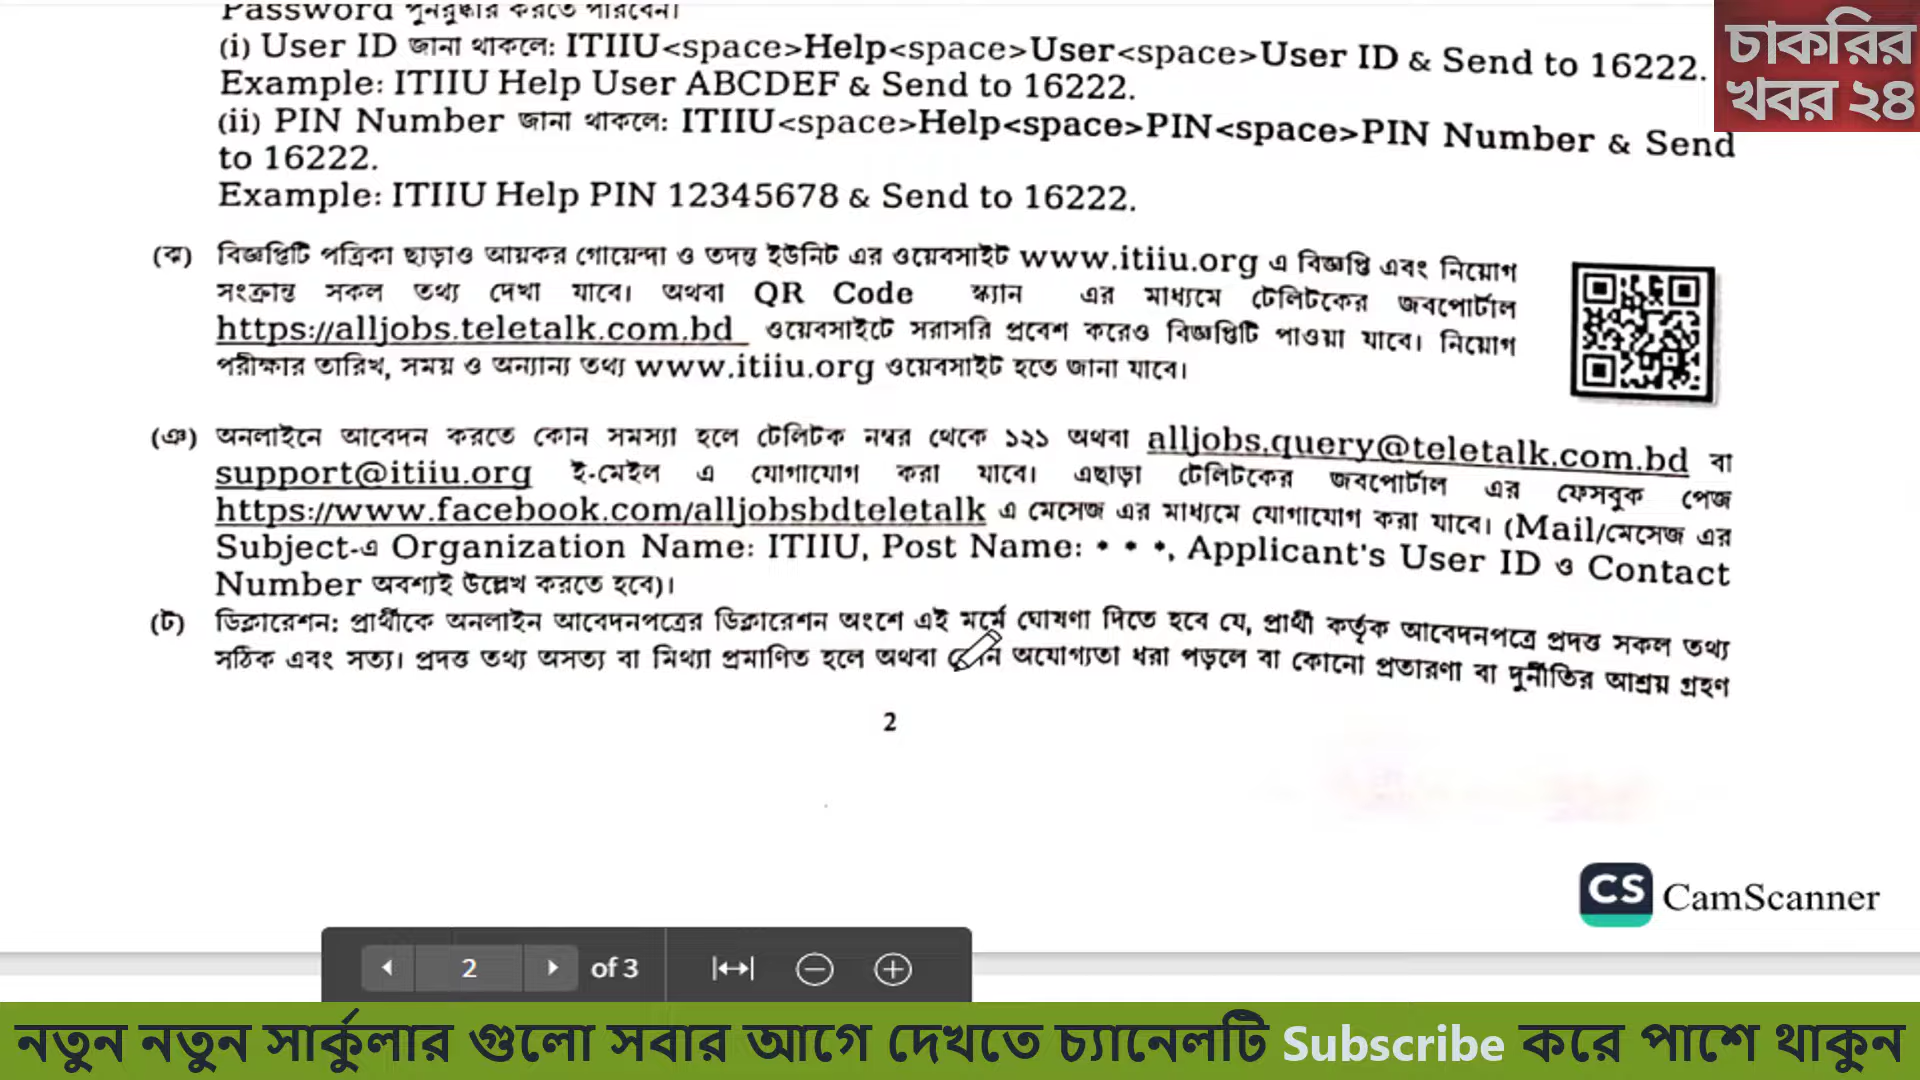 Password পুনরুদ্ধার করতে পারবেন।
(i) User ID জানা থাকলে: ITIIU<space>Help<space>User<space>User ID & Send to 16222.
Example: ITIIU Help User ABCDEF & Send to 16222.
(ii) PIN Number জানা থাকলে: ITIIU<space>Help<space>PIN<space>PIN Number & Send
to 16222.
Example: ITIIU Help PIN 12345678 & Send to 16222.
(ঝ) বিজ্ঞপ্তিটি পত্রিকা ছাড়াও আয়কর গোয়েন্দা ও তদন্ত ইউনিট এর ওয়েবসাইট www.itiiu.org এ বিজ্ঞপ্তি এবং নিয়োগ
সংক্রান্ত সকল তথ্য দেখা যাবে। অথবা QR Code স্ক্যান এর মাধ্যমে টেলিটকের জবপোর্টাল
https://alljobs.teletalk.com.bd ওয়েবসাইটে সরাসরি প্রবেশ করেও বিজ্ঞপ্তিটি পাওয়া যাবে। নিয়োগ
পরীক্ষার তারিখ, সময় ও অন্যান্য তথ্য www.itiiu.org ওয়েবসাইট হতে জানা যাবে।
(ঞ) অনলাইনে আবেদন করতে কোন সমস্যা হলে টেলিটক নম্বর থেকে ১২১ অথবা alljobs.query@teletalk.com.bd বা
support@itiiu.org ই-মেইল এ যোগাযোগ করা যাবে। এছাড়া টেলিটকের জবপোর্টাল এর ফেসবুক পেজ
https://www.facebook.com/alljobsbdteletalk এ মেসেজ এর মাধ্যমে যোগাযোগ করা যাবে। (Mail/মেসেজ এর
Subject-এ Organization Name: ITIIU, Post Name: * * *, Applicant's User ID ও Contact
Number অবশ্যই উল্লেখ করতে হবে)।
(ট) ডিক্লারেশন: প্রার্থীকে অনলাইন আবেদনপত্রের ডিক্লারেশন অংশে এই মর্মে ঘোষণা দিতে হবে যে, প্রার্থী কর্তৃক আবেদনপত্রে প্রদত্ত সকল তথ্য
সঠিক এবং সত্য। প্রদত্ত তথ্য অসত্য বা মিথ্যা প্রমাণিত হলে অথবা অযোগ্যতা ধরা পড়লে বা কোনো প্রতারণা বা দুর্নীতির আশ্রয় গ্রহণ
2
CS CamScanner
2 of 3
চাকরির
খবর ২৪
নতুন নতুন সার্কুলার গুলো সবার আগে দেখতে চ্যানেলটি Subscribe করে পাশে থাকুন